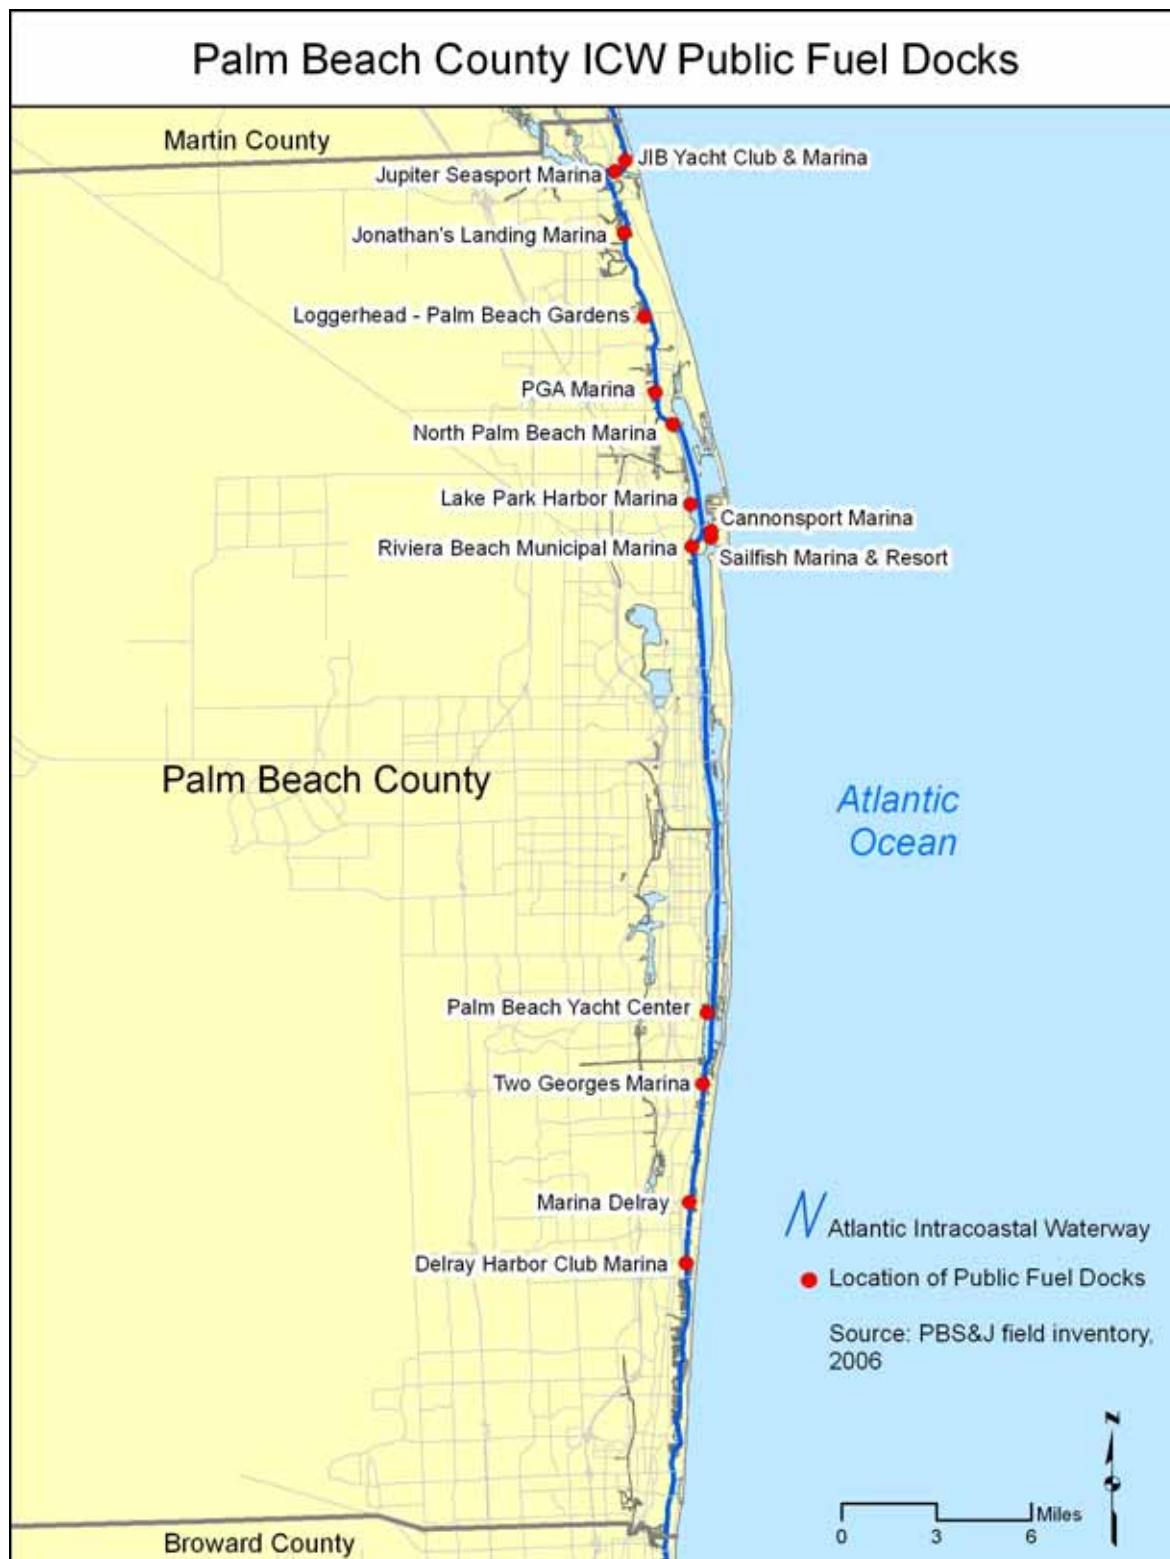 Palm Beach County ICW Public Fuel Docks
Martin County
JIB Yacht Club & Marina
Jupiter Seasport Marina
Jonathan's Landing Marina
Loggerhead - Palm Beach Gardens
PGA Marina
North Palm Beach Marina
Lake Park Harbor Marina
Cannonsport Marina
Riviera Beach Municipal Marina
Sailfish Marina & Resort
Palm Beach County
Atlantic
Ocean
Palm Beach Yacht Center
Two Georges Marina
Marina Delray
Atlantic Intracoastal Waterway
Delray Harbor Club Marina
Location of Public Fuel Docks
Source: PBS&J field inventory,
2006
N
Miles
0 3 6
Broward County